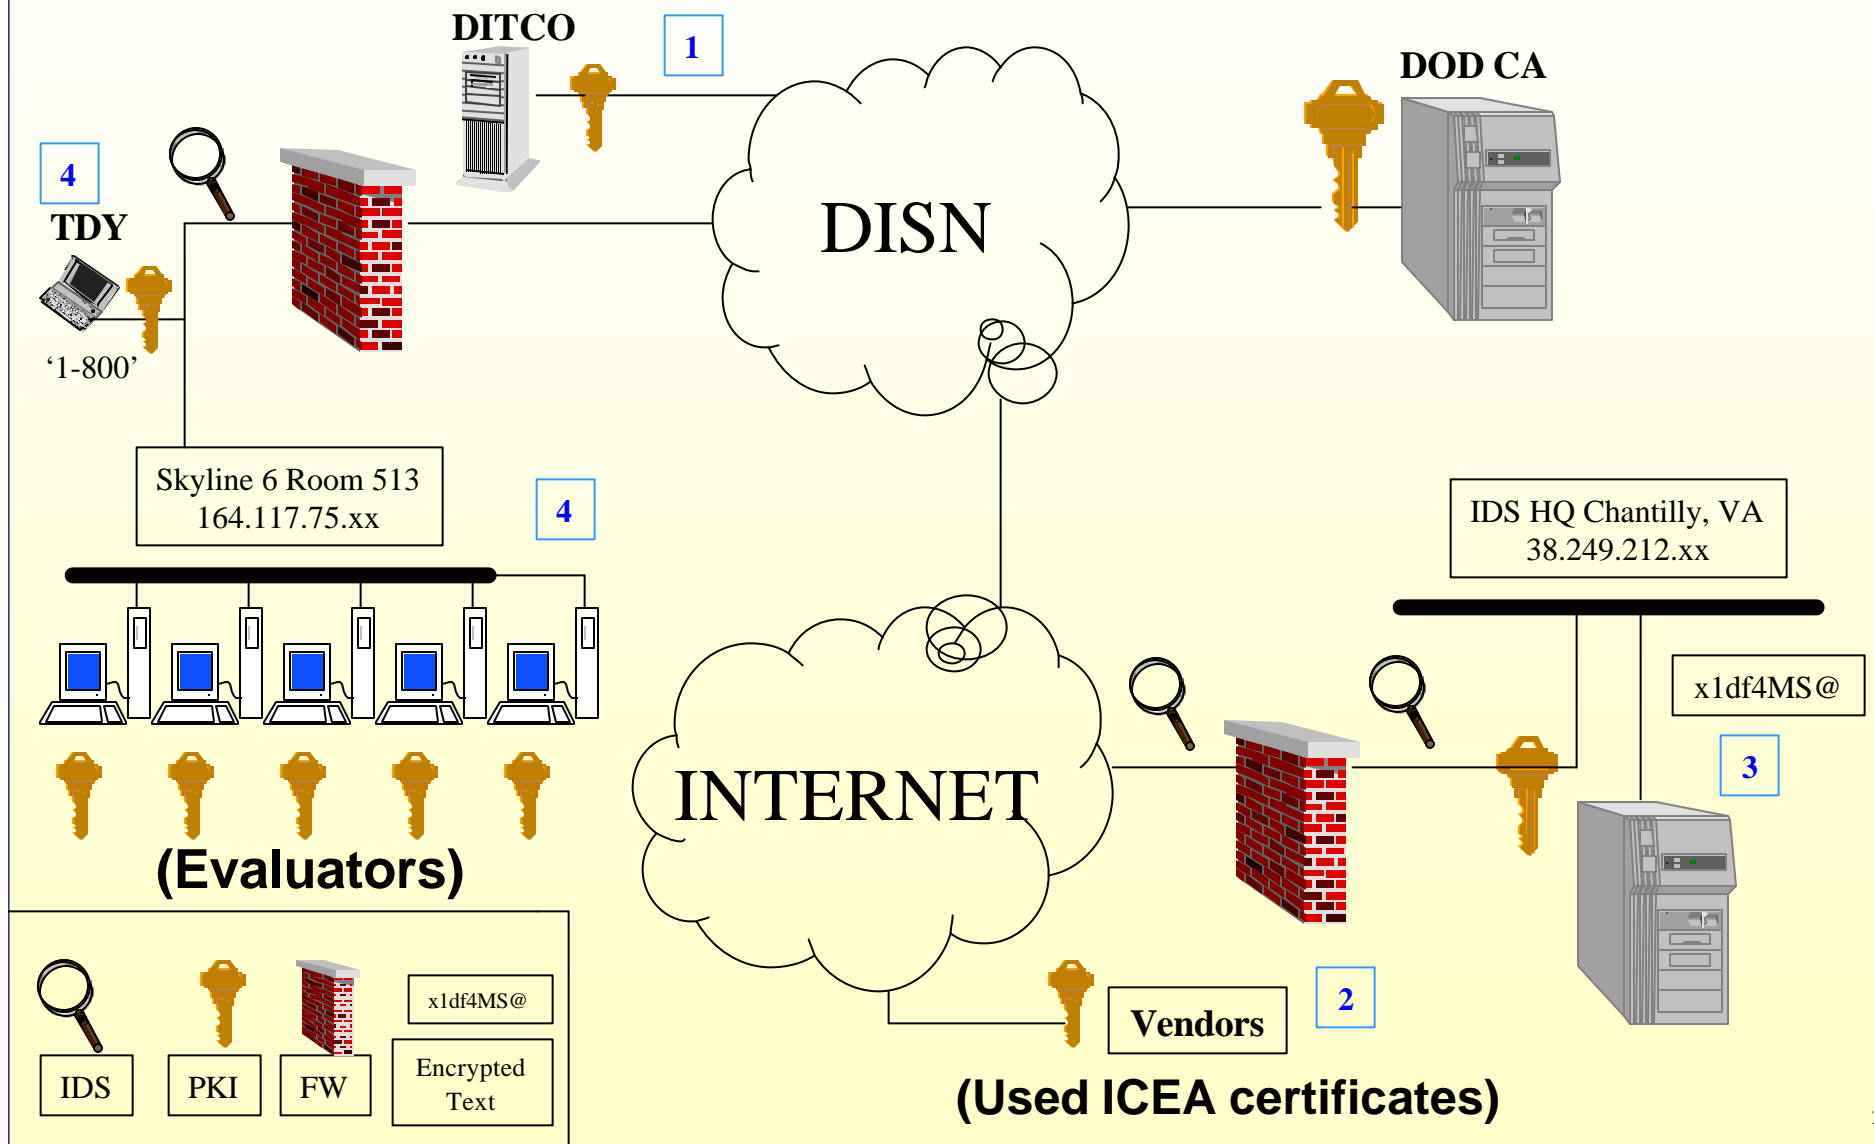 DITCO
1
DOD CA
4
TDY
‘1-800’
DISN
Skyline 6 Room 513
164.117.75.xx
4
IDS HQ Chantilly, VA
38.249.212.xx
x1df4MS@
3
INTERNET
(Evaluators)
x1df4MS@
IDS
PKI
FW
Encrypted
Text
Vendors
2
(Used ICEA certificates)